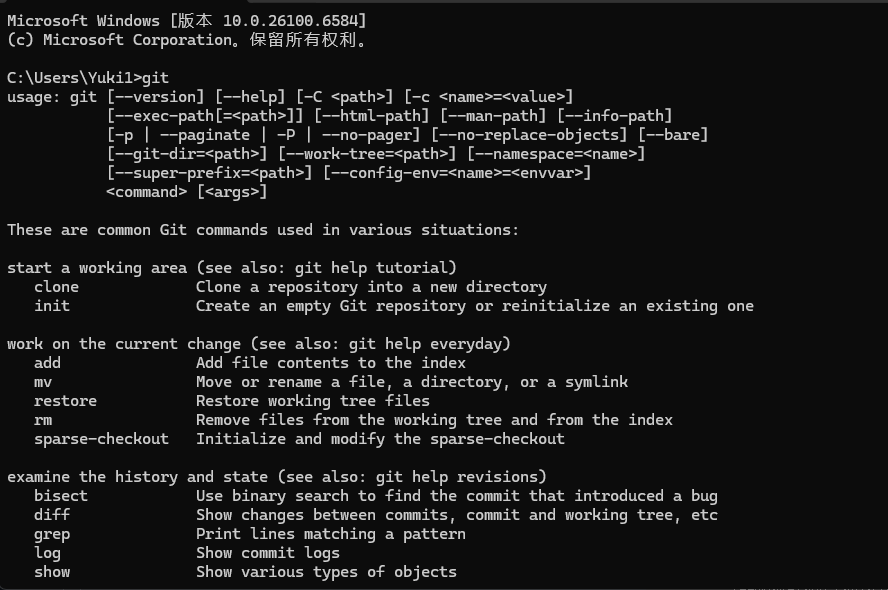 Microsoft Windows [版本 10.0.26100.6584]
(c) Microsoft Corporation。保留所有权利。
C:\Users\Yuki1>git
usage: git [--version] [--help] [-C <path>] [-c <name>=<value>]
           [--exec-path[=<path>]] [--html-path] [--man-path] [--info-path]
           [-p | --paginate | -P | --no-pager] [--no-replace-objects] [--bare]
           [--git-dir=<path>] [--work-tree=<path>] [--namespace=<name>]
           [--super-prefix=<path>] [--config-env=<name>=<envvar>]
           <command> [<args>]
These are common Git commands used in various situations:
start a working area (see also: git help tutorial)
   clone             Clone a repository into a new directory
   init              Create an empty Git repository or reinitialize an existing one
work on the current change (see also: git help everyday)
   add               Add file contents to the index
   mv                Move or rename a file, a directory, or a symlink
   restore           Restore working tree files
   rm                Remove files from the working tree and from the index
   sparse-checkout   Initialize and modify the sparse-checkout
examine the history and state (see also: git help revisions)
   bisect            Use binary search to find the commit that introduced a bug
   diff              Show changes between commits, commit and working tree, etc
   grep              Print lines matching a pattern
   log               Show commit logs
   show              Show various types of objects